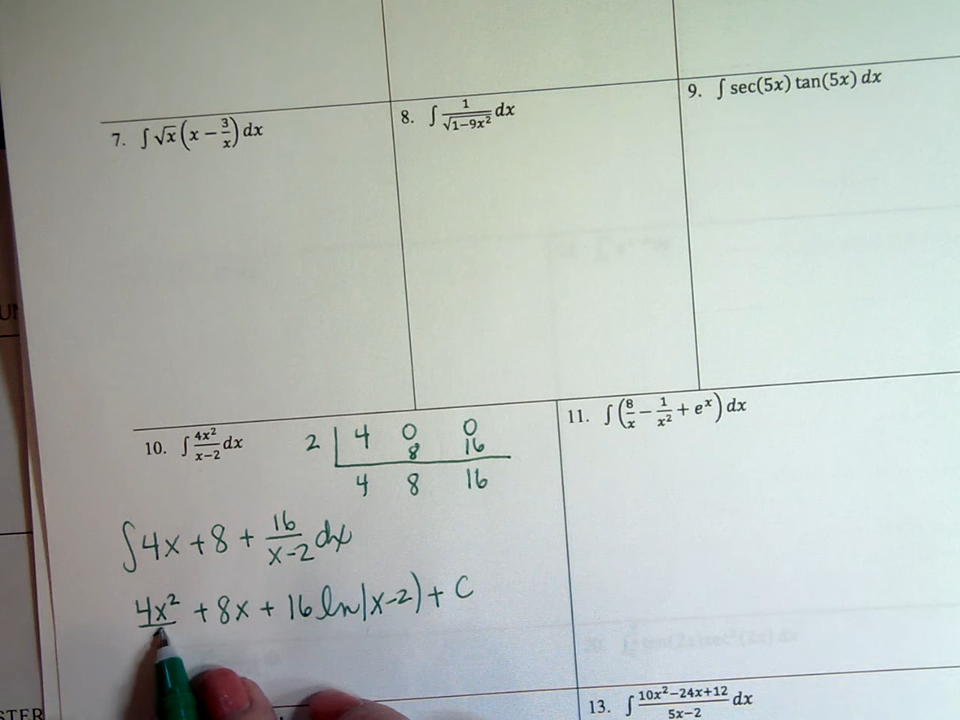 7. ∫ √x (x − 3/x) dx
8. ∫ 1/√(1−9x²) dx
9. ∫ sec(5x) tan(5x) dx
10. ∫ 4x²/(x−2) dx
2 | 4 0 0
8 16
4 8 16
∫ 4x + 8 + 16/(x−2) dx
4x² + 8x + 16 ln|x−2) + C
11. ∫ (8/x − 1/x² + eˣ) dx
13. ∫ (10x²−24x+12)/(5x−2) dx